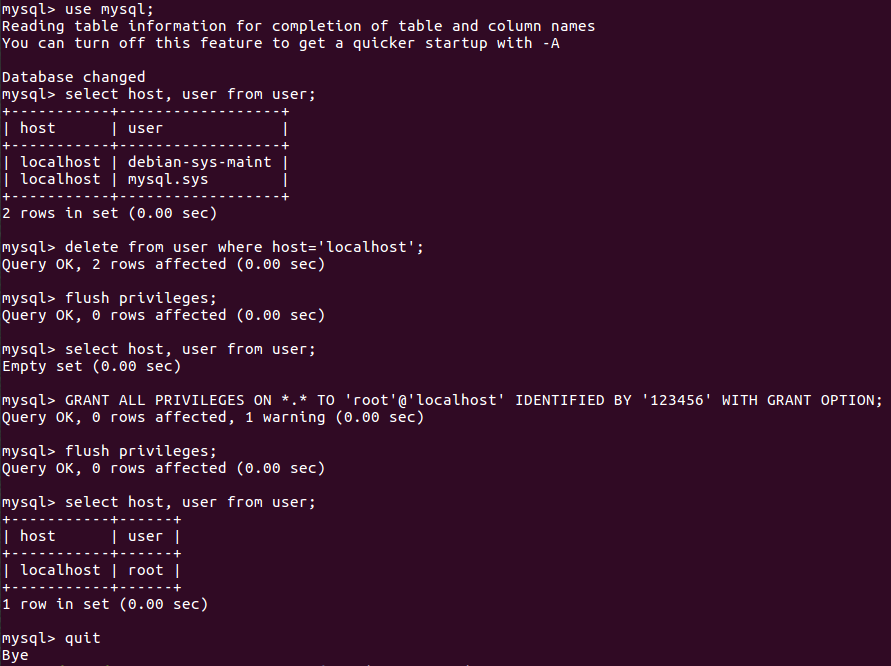 mysql> use mysql;
Reading table information for completion of table and column names
You can turn off this feature to get a quicker startup with -A
Database changed
mysql> select host, user from user;
+-----------+------------------+
| host      | user             |
+-----------+------------------+
| localhost | debian-sys-maint |
| localhost | mysql.sys        |
+-----------+------------------+
2 rows in set (0.00 sec)
mysql> delete from user where host='localhost';
Query OK, 2 rows affected (0.00 sec)
mysql> flush privileges;
Query OK, 0 rows affected (0.00 sec)
mysql> select host, user from user;
Empty set (0.00 sec)
mysql> GRANT ALL PRIVILEGES ON *.* TO 'root'@'localhost' IDENTIFIED BY '123456' WITH GRANT OPTION;
Query OK, 0 rows affected, 1 warning (0.00 sec)
mysql> flush privileges;
Query OK, 0 rows affected (0.00 sec)
mysql> select host, user from user;
+-----------+------+
| host      | user |
+-----------+------+
| localhost | root |
+-----------+------+
1 row in set (0.00 sec)
mysql> quit
Bye